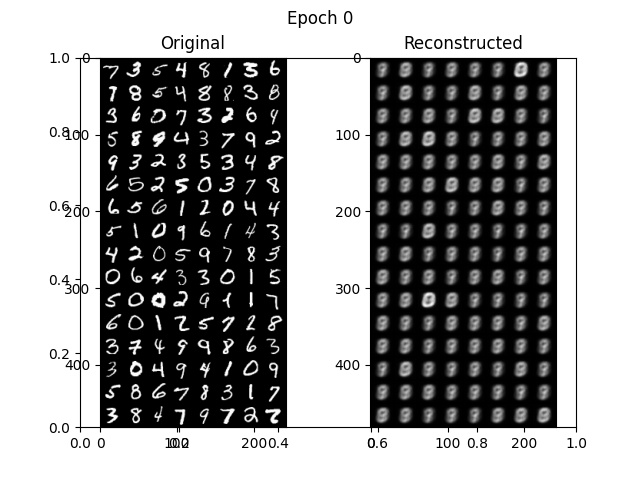 Epoch 0
Original Reconstructed
7 3 5 4 8 1 3 6
7 8 5 4 8 8 3 8
3 6 0 7 3 2 6 4
5 8 9 4 3 7 9 2
9 3 2 3 5 3 4 8
6 5 2 5 0 3 7 8
6 5 6 1 2 0 4 4
5 1 0 9 6 1 4 3
4 2 0 5 9 7 8 3
0 6 4 3 3 0 1 5
5 0 0 2 9 1 1 7
6 0 1 2 5 7 2 8
3 7 4 9 9 8 6 3
3 0 4 9 4 1 0 9
5 8 6 7 8 3 1 7
3 8 4 7 9 7 2 2
1.0
0.8
0.6
0.4
0.2
0.0
0
100
200
300
400
0
100
200
300
400
0.0 0 100 0.2 200 0.4 0 0.6 100 0.8 200 1.0